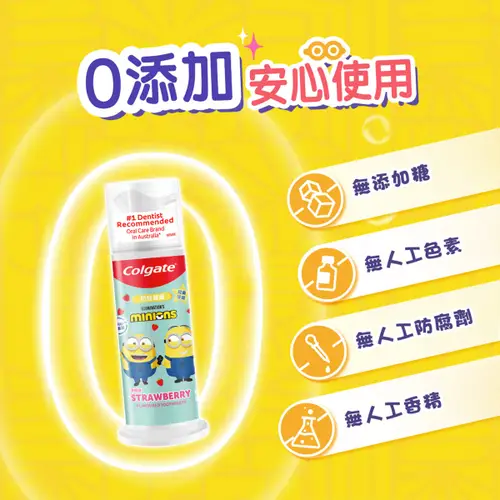 0添加 安心使用
#1 Dentist
Recommended
Oral Care Brand
in Australia*
Colgate
MINIONS
STRAWBERRY
無添加糖
無人工色素
無人工防腐劑
無人工香精